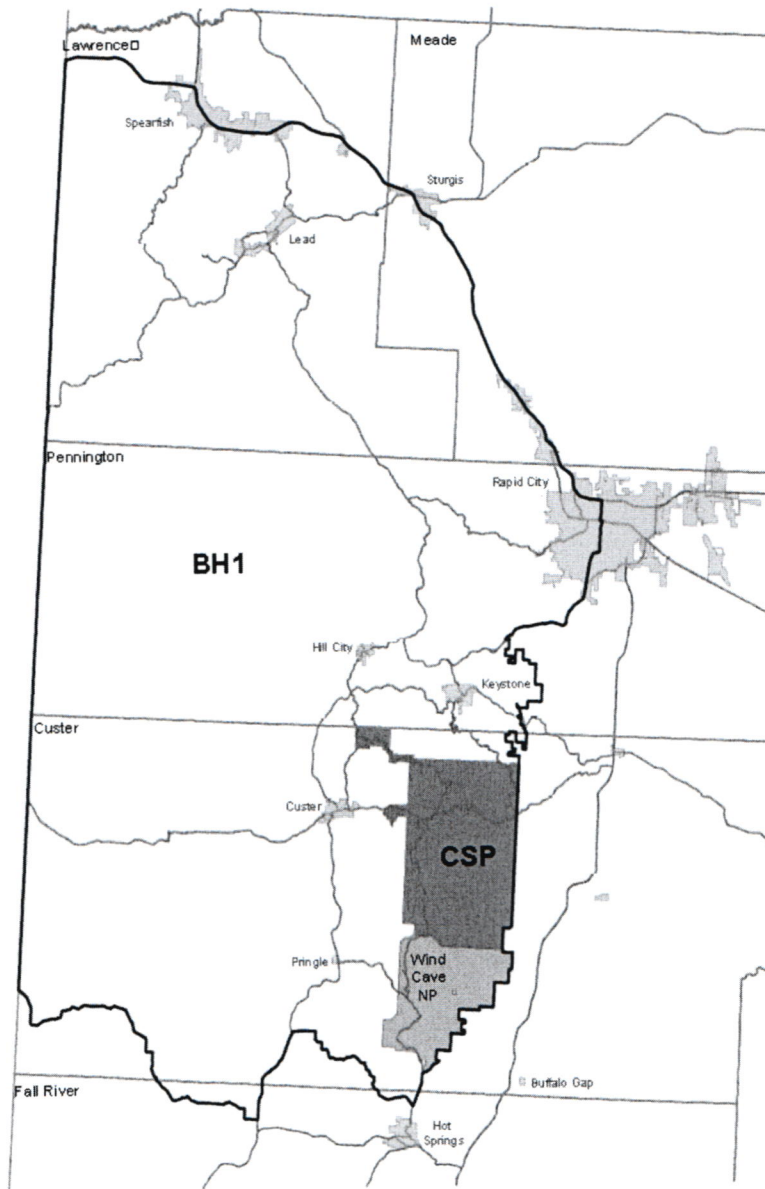 Lawrence
Meade
Spearfish
Sturgis
Lead
Pennington
Rapid City
BH1
Hill City
Keystone
Custer
Custer
CSP
Pringle
Wind
Cave
NP
Fall River
Buffalo Gap
Hot
Springs